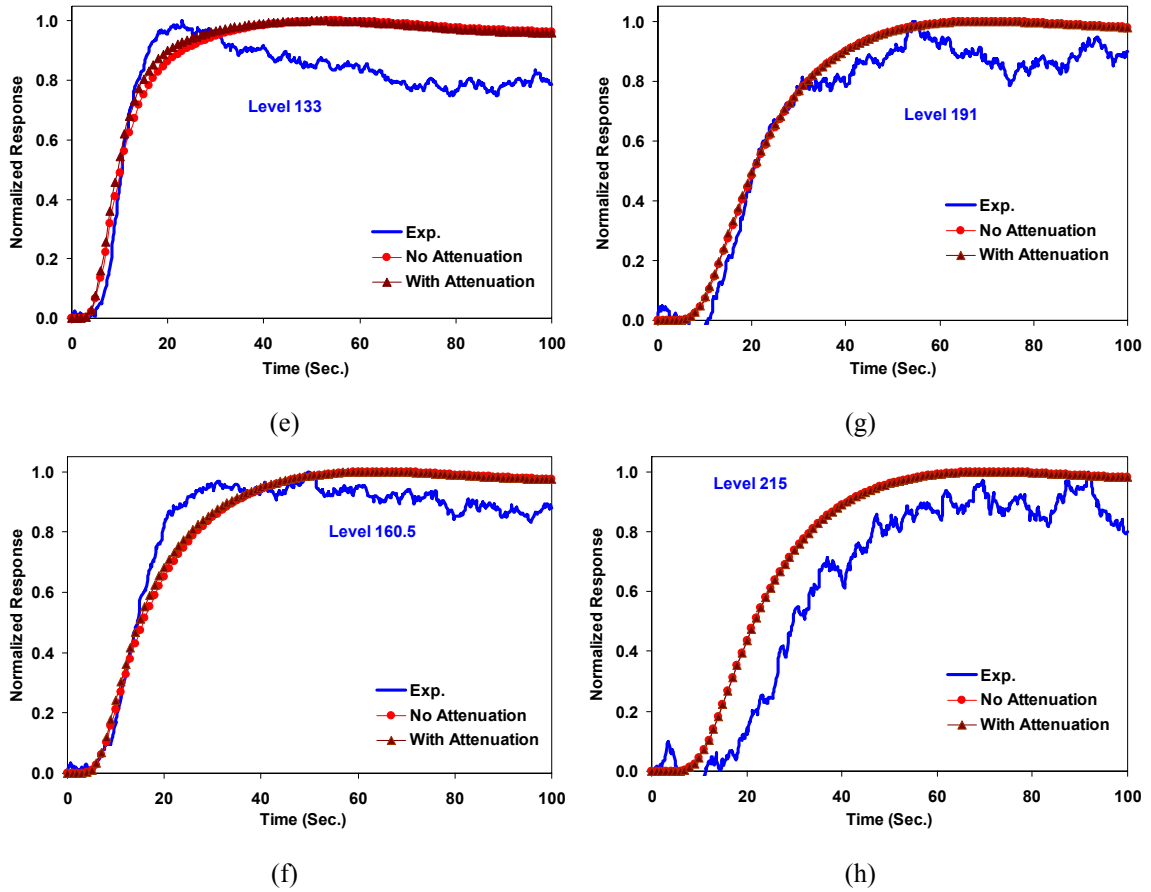 1.0
0.8
0.6
0.4
0.2
0.0
Normalized Response
Level 133
Exp.
No Attenuation
With Attenuation
0 20 40 60 80 100
Time (Sec.)
(e)
1.0
0.8
0.6
0.4
0.2
0.0
Normalized Response
Level 191
Exp.
No Attenuation
With Attenuation
0 20 40 60 80 100
Time (Sec.)
(g)
1.0
0.8
0.6
0.4
0.2
0.0
Normalized Response
Level 160.5
Exp.
No Attenuation
With Attenuation
0 20 40 60 80 100
Time (Sec.)
(f)
1.0
0.8
0.6
0.4
0.2
0.0
Normalized Response
Level 215
Exp.
No Attenuation
With Attenuation
0 20 40 60 80 100
Time (Sec.)
(h)